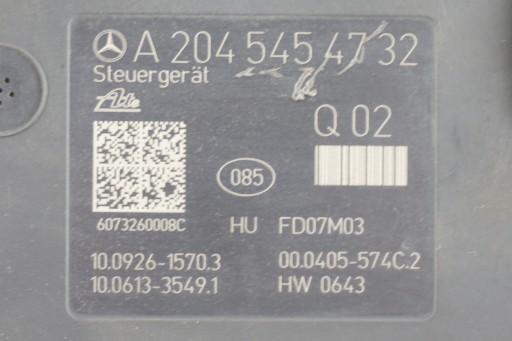 A 204 545 47 32
Steuergerät
Ate
Q 02
085
6073260008C HU FD07M03
10.0926-1570.3 00.0405-574C.2
10.0613-3549.1 HW 0643